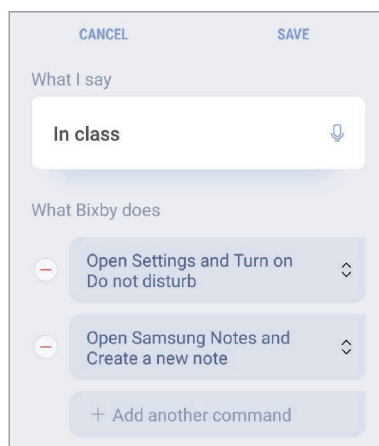 CANCEL SAVE
What I say
In class
What Bixby does
Open Settings and Turn on
Do not disturb
Open Samsung Notes and
Create a new note
+ Add another command